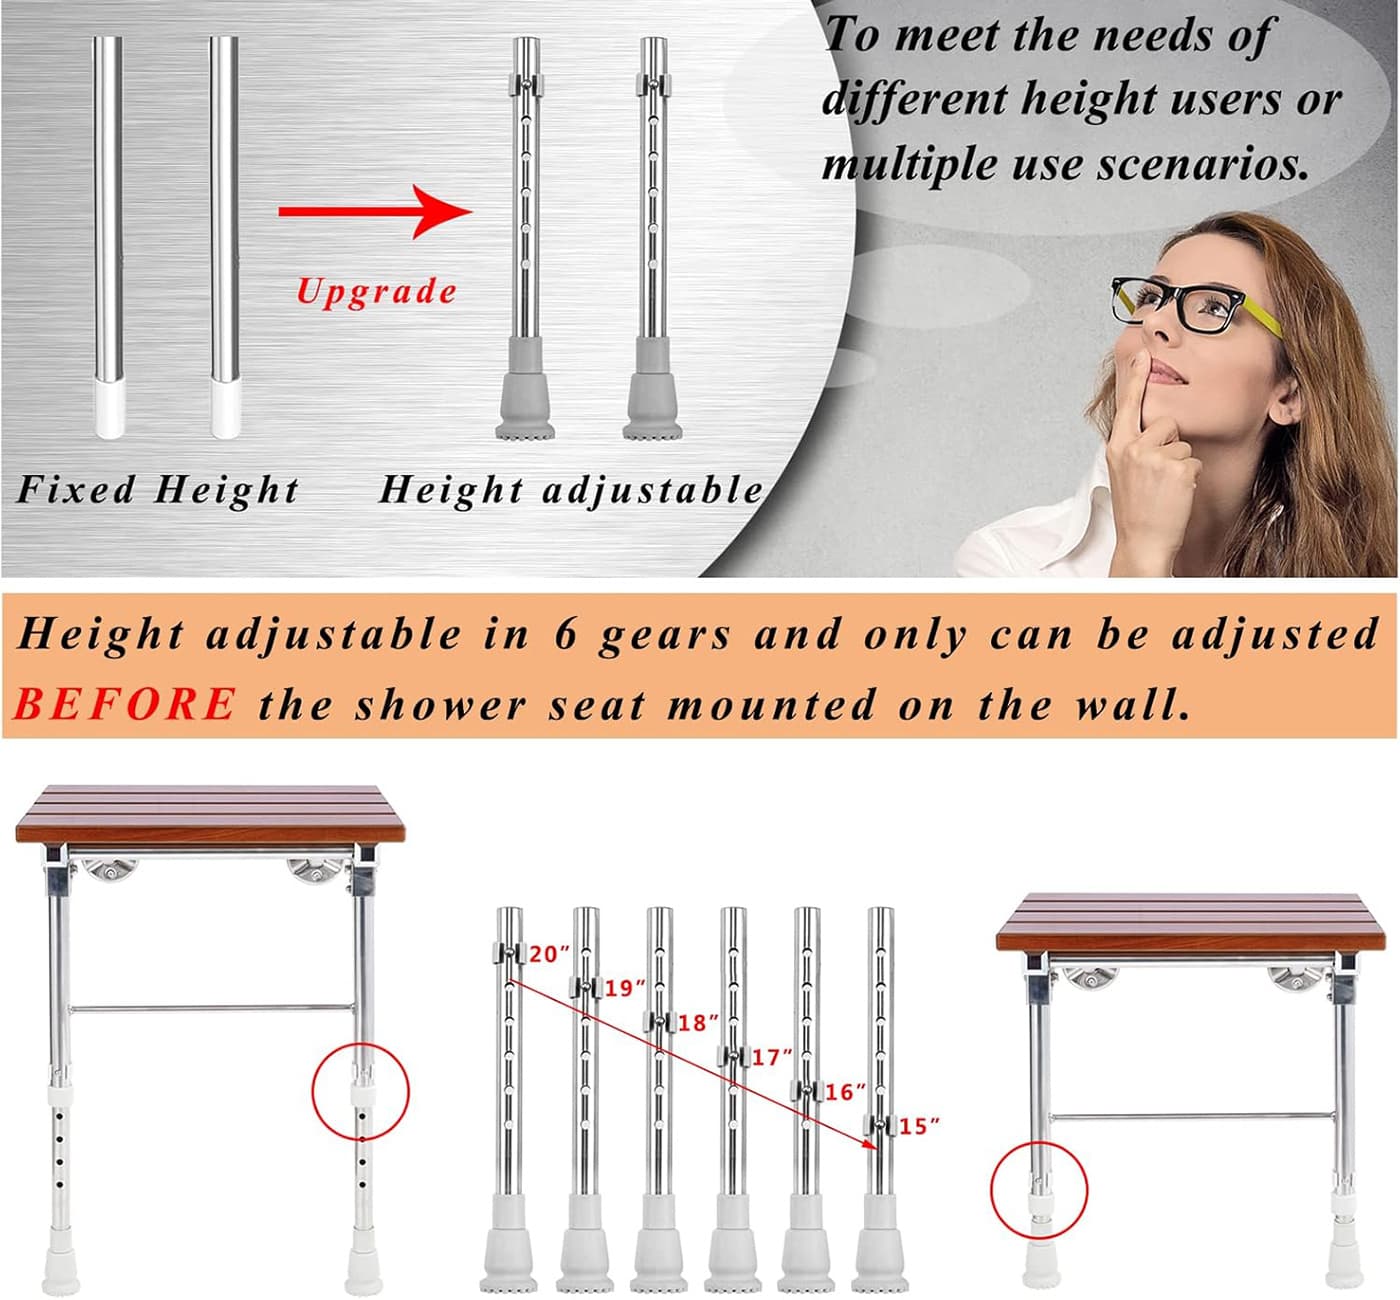 To meet the needs of
different height users or
multiple use scenarios.
Upgrade
Fixed Height
Height adjustable
Height adjustable in 6 gears and only can be adjusted
BEFORE the shower seat mounted on the wall.
20″
19″
18″
17″
16″
15″